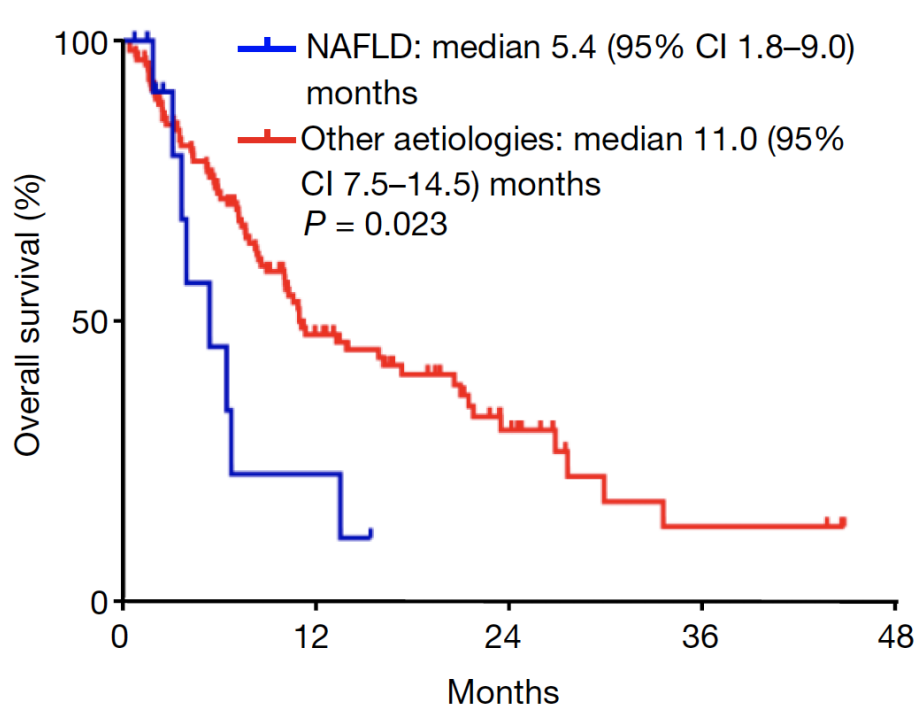 100
50
0
Overall survival (%)
NAFLD: median 5.4 (95% CI 1.8–9.0)
months
Other aetiologies: median 11.0 (95%
CI 7.5–14.5) months
P = 0.023
0 12 24 36 48
Months